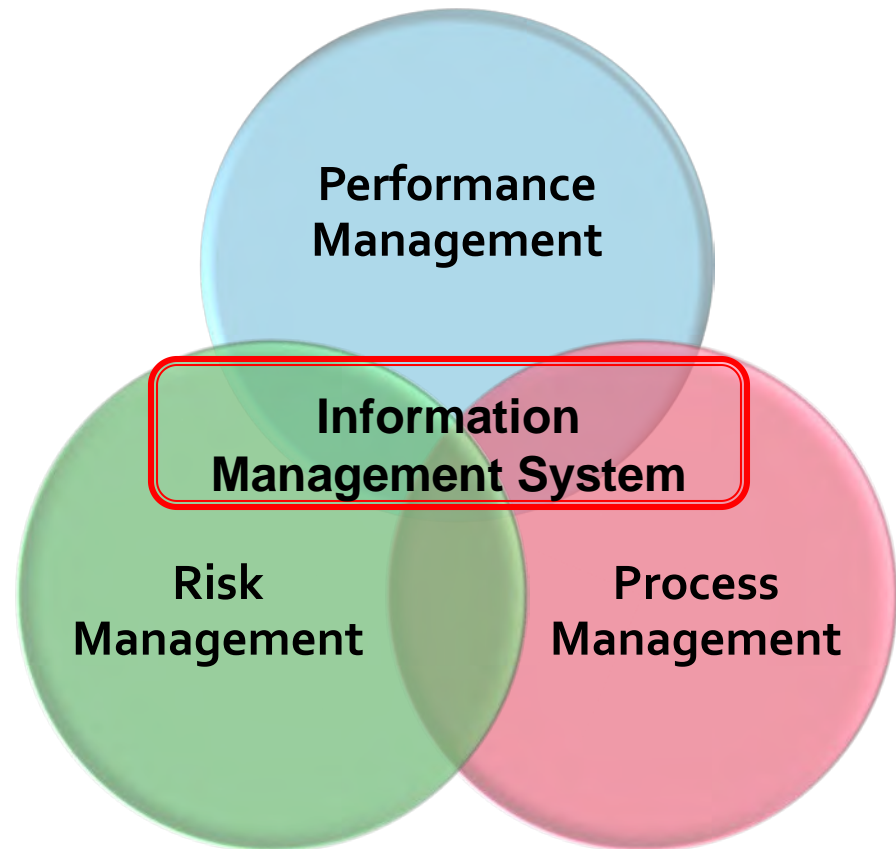 Performance
Management
Information
Management System
Risk
Management
Process
Management